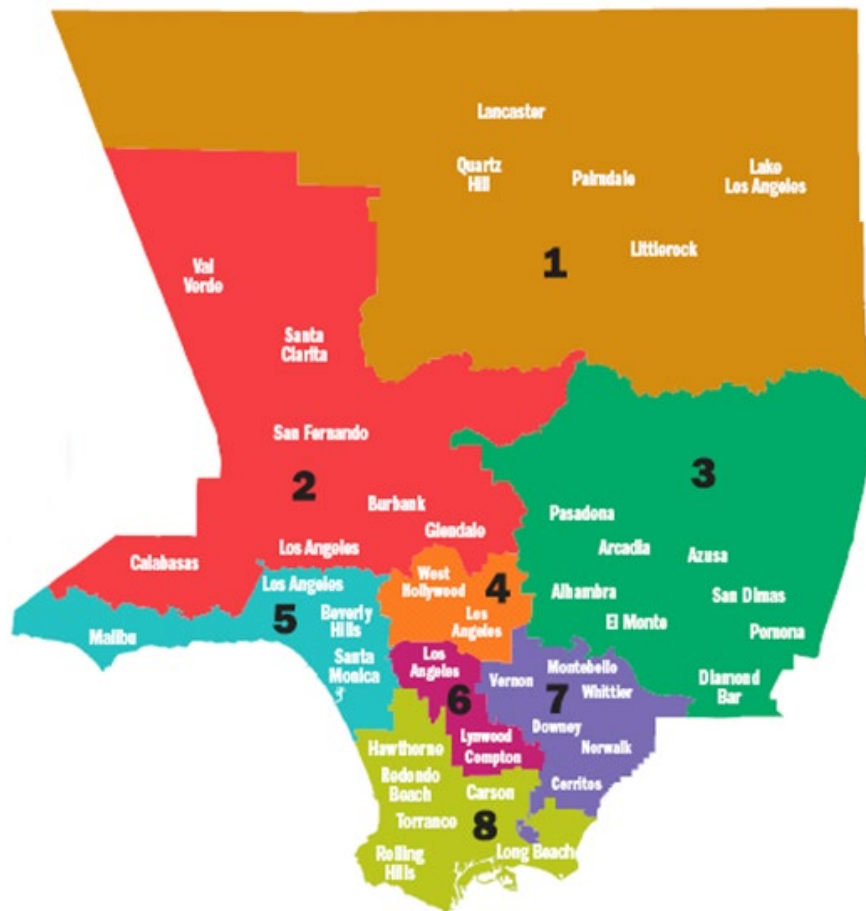 Lancaster
Quartz
Hill
Palmdale
Lake
Los Angeles
Littlerock
1
Val
Verde
Santa
Clarita
San Fernando
2
Burbank
Glendale
Los Angeles
Calabasas
3
Pasadena
Arcadia
Azusa
Alhambra
San Dimas
El Monte
Pomona
Diamond
Bar
West
Hollywood
4
Los
Angeles
Los Angeles
5
Beverly
Hills
Malibu
Santa
Monica
Los
Angeles
6
Lynwood
Compton
Montebello
Vernon
7
Whittier
Downey
Norwalk
Cerritos
Hawthorne
Redondo
Beach
Carson
Torrance
8
Rolling
Hills
Long Beach